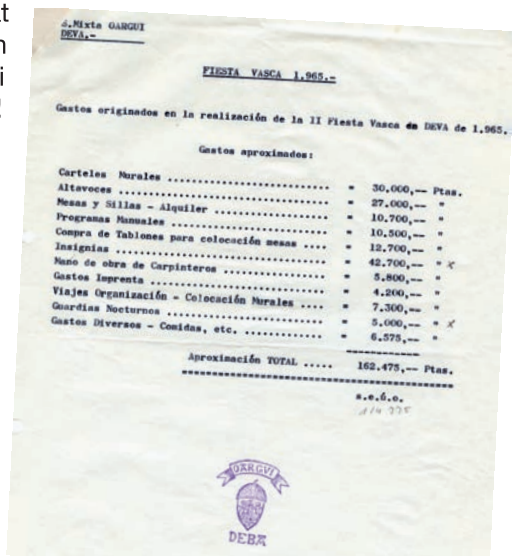 at
n
i
S.Mixta OARGUI
DEVA.-
FIESTA VASCA 1.965.-
Gastos originados en la realización de la II Fiesta Vasca de DEVA de 1.965.
Gastos aproximados:
Carteles Murales ................................ " 30.000,-- Ptas.
Altavoces ................................ " 27.000,-- "
Mesas y Sillas - Alquiler ................ " 10.700,-- "
Programas Manuales ....................... " 10.500,-- "
Compra de Tablones para colocación mesas .... " 12.700,-- "
Insignias ................................ " 42.700,-- " x
Mano de obra de Carpinteros .............. " 5.800,-- "
Gastos Imprenta .......................... " 4.200,-- "
Viajes Organización - Colocación Murales .... " 7.300,-- "
Guardias Nocturnos ....................... " 5.000,-- " x
Gastos Diversos - Comidas, etc. ............. " 6.575,-- "
Aproximación TOTAL ..... 162.475,-- Ptas.
s.e.ú.o.
OARGUI
DEBA